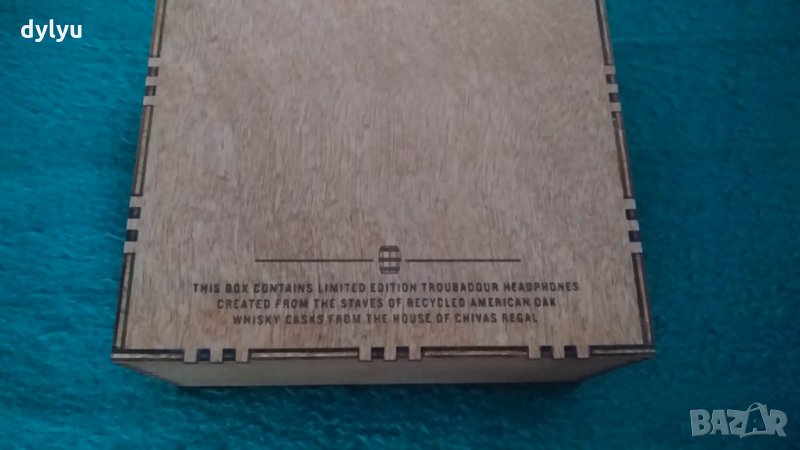 dylyu
THIS BOX CONTAINS LIMITED EDITION TROUBADOUR HEADPHONES
CREATED FROM THE STAVES OF RECYCLED AMERICAN OAK
WHISKY CASKS FROM THE HOUSE OF CHIVAS REGAL
BAZAR